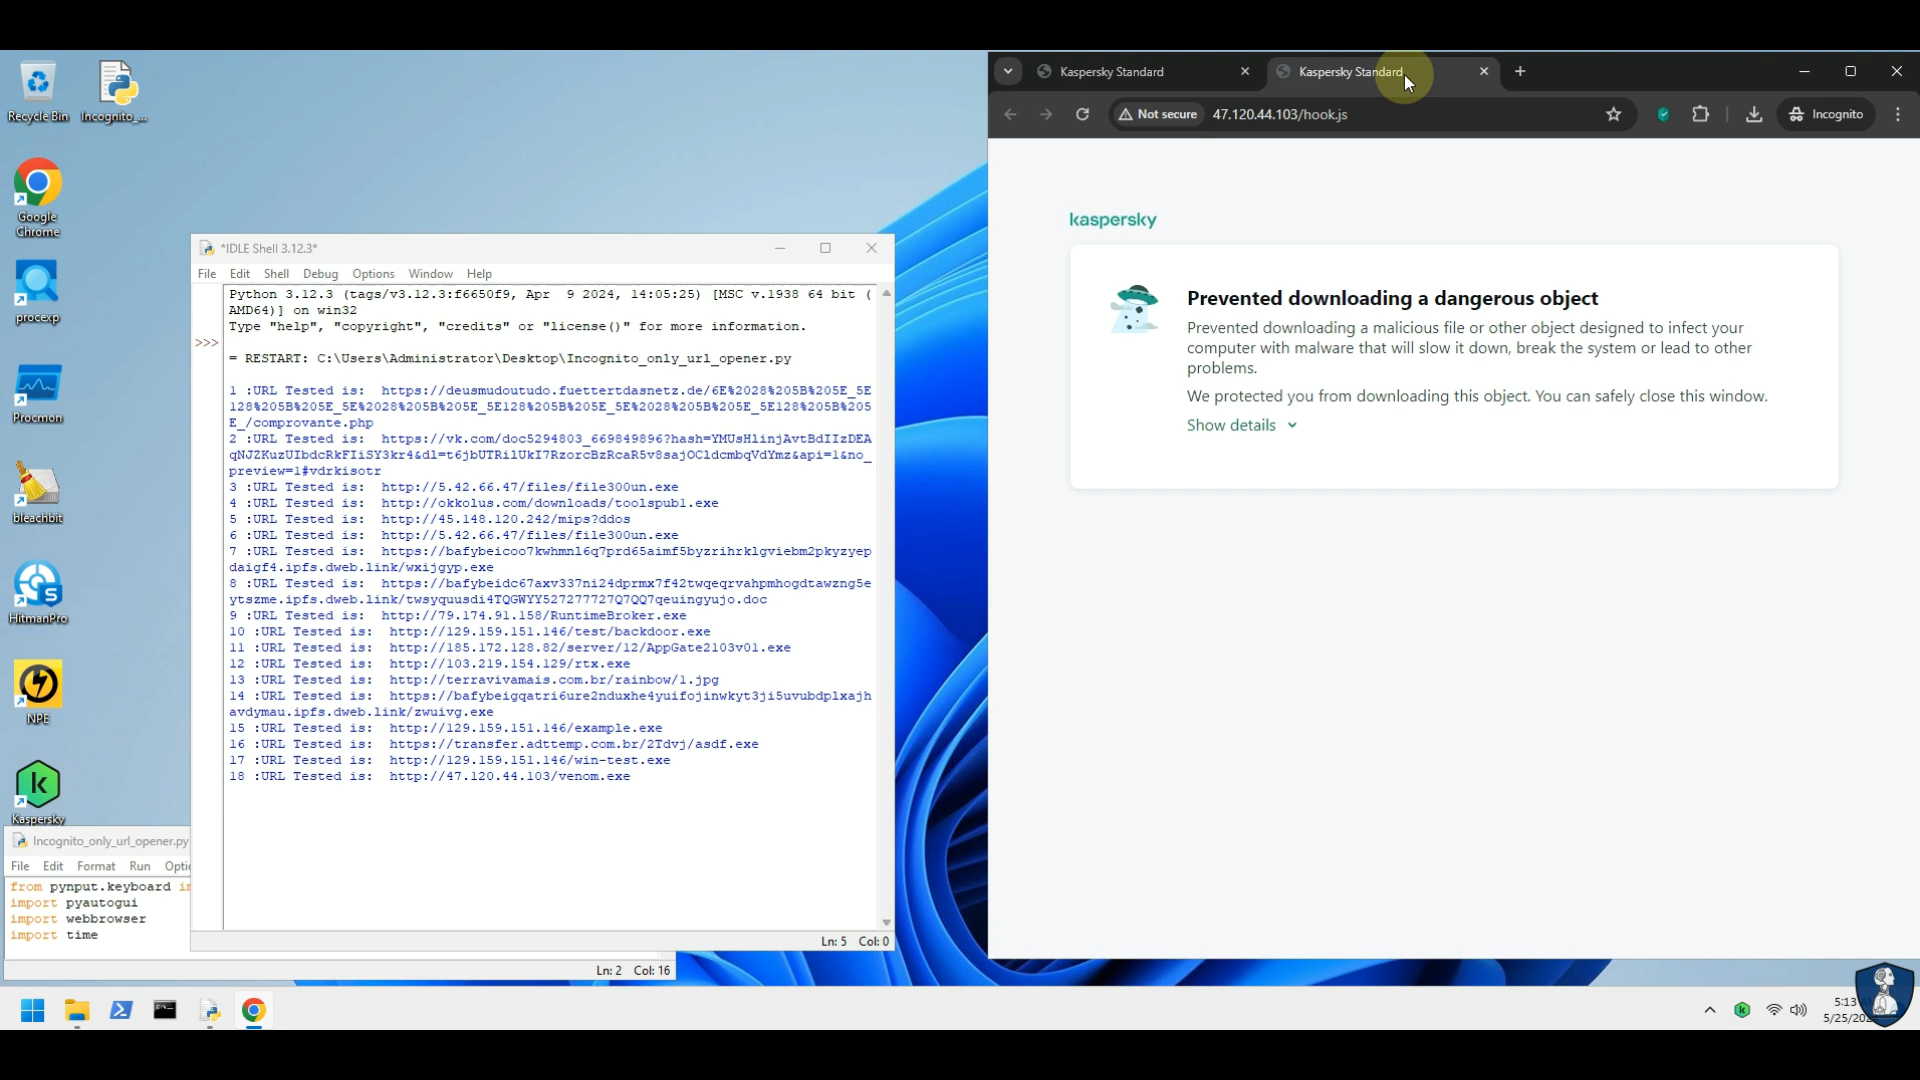 Recycle Bin
Incognito_...
Google
Chrome
procexp
Procmon
bleachbit
HitmanPro
NPE
Kaspersky
*IDLE Shell 3.12.3*
File Edit Shell Debug Options Window Help
Python 3.12.3 (tags/v3.12.3:f6650f9, Apr  9 2024, 14:05:25) [MSC v.1938 64 bit (
AMD64)] on win32
Type "help", "copyright", "credits" or "license()" for more information.
>>>
= RESTART: C:\Users\Administrator\Desktop\Incognito_only_url_opener.py
1 :URL Tested is:  https://deusmudoutudo.fuettertdasnetz.de/6E%2028%205B%205E_5E
128%205B%205E_5E%2028%205B%205E_5E128%205B%205E_5E%2028%205B%205E_5E128%205B%205
E_/comprovante.php
2 :URL Tested is:  https://vk.com/doc5294803_669849896?hash=YMUsHlinjAvtBdIIzDEA
qNJZKuzUIbdcRkFIiSY3kr4&dl=t6jbUTRilUkI7RzorcBzRcaR5v8sajOCldcmbqVdYmz&api=1&no_
preview=1#vdrkisotr
3 :URL Tested is:  http://5.42.66.47/files/file300un.exe
4 :URL Tested is:  http://okkolus.com/downloads/toolspub1.exe
5 :URL Tested is:  http://45.148.120.242/mips?ddos
6 :URL Tested is:  http://5.42.66.47/files/file300un.exe
7 :URL Tested is:  https://bafybeicoo7kwhmnl6q7prd65aimf5byzrihrklgviebm2pkyzyep
daigf4.ipfs.dweb.link/wxijgyp.exe
8 :URL Tested is:  https://bafybeidc67axv337ni24dprmx7f42twqeqrvahpmhogdtawzng5e
ytszme.ipfs.dweb.link/twsyquusdi4TQGWYY527277727Q7QQ7qeuingyujo.doc
9 :URL Tested is:  http://79.174.91.158/RuntimeBroker.exe
10 :URL Tested is:  http://129.159.151.146/test/backdoor.exe
11 :URL Tested is:  http://185.172.128.82/server/12/AppGate2103v01.exe
12 :URL Tested is:  http://103.219.154.129/rtx.exe
13 :URL Tested is:  http://terravivamais.com.br/rainbow/1.jpg
14 :URL Tested is:  https://bafybeigqatri6ure2nduxhe4yuifojinwkyt3ji5uvubdplxajh
avdymau.ipfs.dweb.link/zwuivg.exe
15 :URL Tested is:  http://129.159.151.146/example.exe
16 :URL Tested is:  https://transfer.adttemp.com.br/2Tdvj/asdf.exe
17 :URL Tested is:  http://129.159.151.146/win-test.exe
18 :URL Tested is:  http://47.120.44.103/venom.exe
Ln: 5 Col: 0
Incognito_only_url_opener.py
File Edit Format Run Optio
from pynput.keyboard im
import pyautogui
import webbrowser
import time
Ln: 2 Col: 16
Kaspersky Standard
Kaspersky Standard
Not secure 47.120.44.103/hook.js
Incognito
kaspersky
Prevented downloading a dangerous object
Prevented downloading a malicious file or other object designed to infect your
computer with malware that will slow it down, break the system or lead to other
problems.
We protected you from downloading this object. You can safely close this window.
Show details
5:13
5/25/202